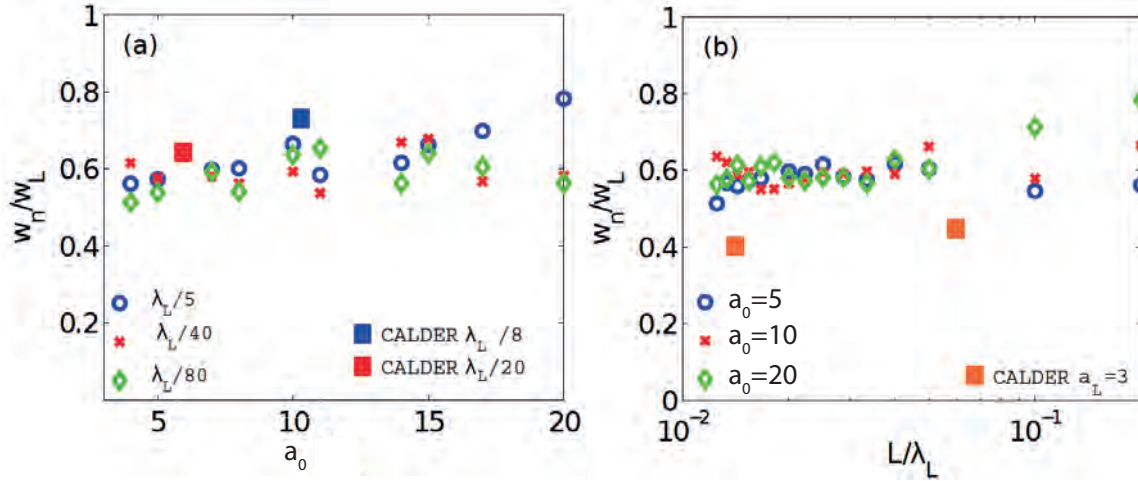 (a)
1
0.8
0.6
0.4
0.2
w_n/w_L
λ_L/5
λ_L/40
λ_L/80
CALDER λ_L /8
CALDER λ_L/20
5 10 15 20
a_0
(b)
1
0.8
0.6
0.4
0.2
0
w_n/w_L
a_0=5
a_0=10
a_0=20
CALDER a_L=3
10^-2 10^-1
L/λ_L